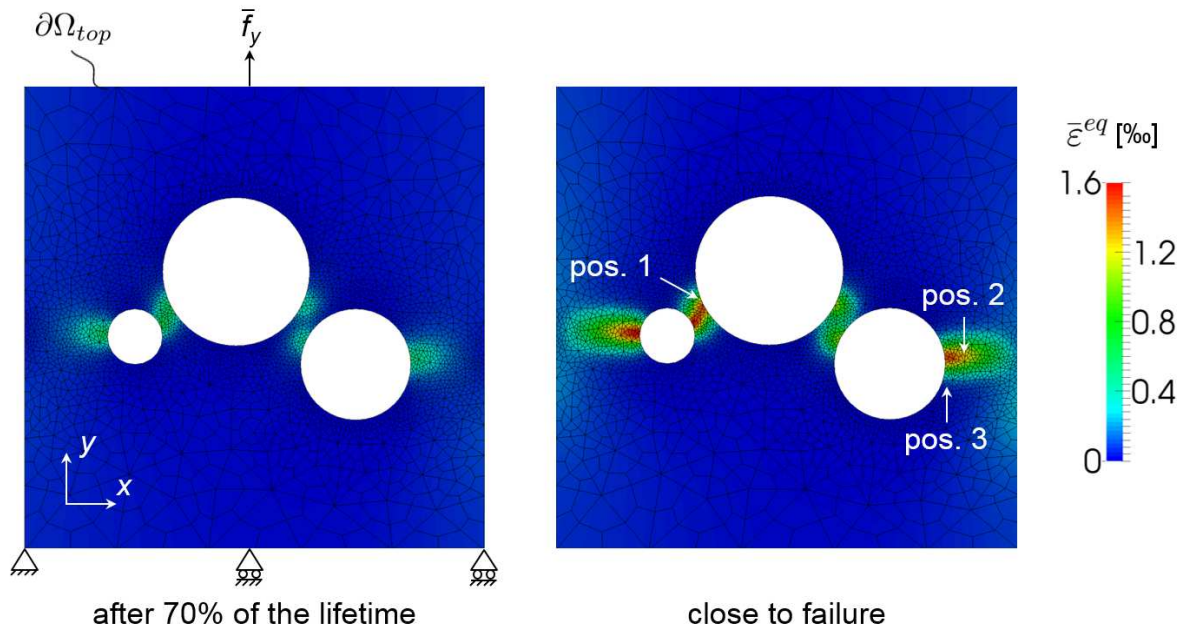 ∂Ω_top
f̅_y
ε̅^eq [‰]
1.6
1.2
0.8
0.4
0
pos. 1
pos. 2
pos. 3
y
x
after 70% of the lifetime
close to failure